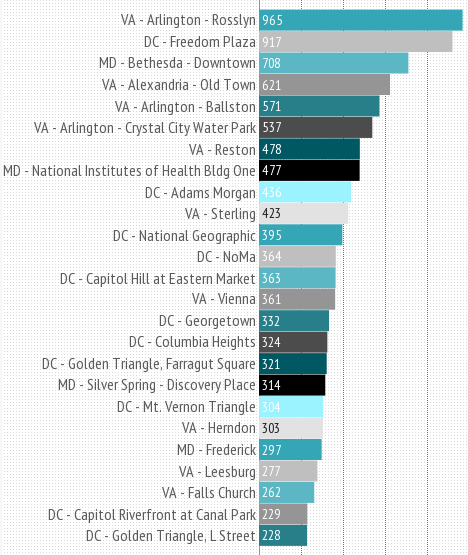 VA - Arlington - Rosslyn 965
DC - Freedom Plaza 917
MD - Bethesda - Downtown 708
VA - Alexandria - Old Town 621
VA - Arlington - Ballston 571
VA - Arlington - Crystal City Water Park 537
VA - Reston 478
MD - National Institutes of Health Bldg One 477
DC - Adams Morgan 436
VA - Sterling 423
DC - National Geographic 395
DC - NoMa 364
DC - Capitol Hill at Eastern Market 363
VA - Vienna 361
DC - Georgetown 332
DC - Columbia Heights 324
DC - Golden Triangle, Farragut Square 321
MD - Silver Spring - Discovery Place 314
DC - Mt. Vernon Triangle 304
VA - Herndon 303
MD - Frederick 297
VA - Leesburg 277
VA - Falls Church 262
DC - Capitol Riverfront at Canal Park 229
DC - Golden Triangle, L Street 228